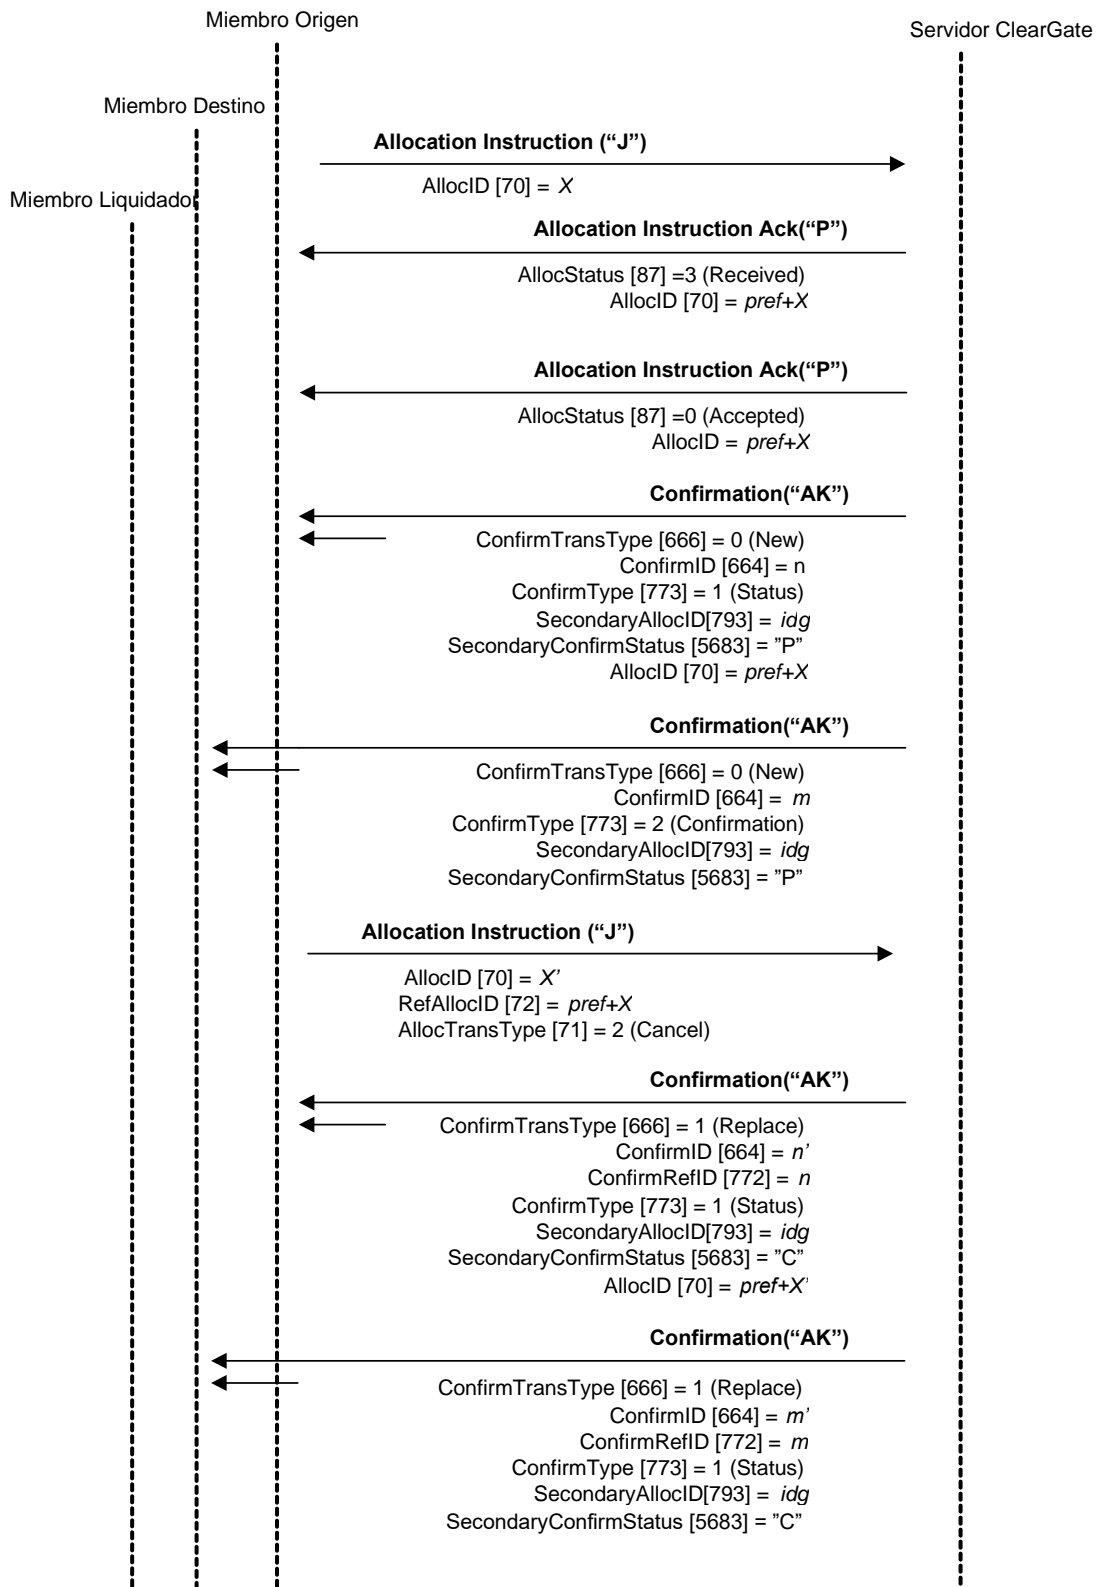 Miembro Origen
Servidor ClearGate
Miembro Destino
Allocation Instruction (“J”)
Miembro Liquidador
AllocID [70] = X
Allocation Instruction Ack(“P”)
AllocStatus [87] =3 (Received)
AllocID [70] = pref+X
Allocation Instruction Ack(“P”)
AllocStatus [87] =0 (Accepted)
AllocID = pref+X
Confirmation(“AK”)
ConfirmTransType [666] = 0 (New)
ConfirmID [664] = n
ConfirmType [773] = 1 (Status)
SecondaryAllocID[793] = idg
SecondaryConfirmStatus [5683] = ”P”
AllocID [70] = pref+X
Confirmation(“AK”)
ConfirmTransType [666] = 0 (New)
ConfirmID [664] = m
ConfirmType [773] = 2 (Confirmation)
SecondaryAllocID[793] = idg
SecondaryConfirmStatus [5683] = ”P”
Allocation Instruction (“J”)
AllocID [70] = X’
RefAllocID [72] = pref+X
AllocTransType [71] = 2 (Cancel)
Confirmation(“AK”)
ConfirmTransType [666] = 1 (Replace)
ConfirmID [664] = n’
ConfirmRefID [772] = n
ConfirmType [773] = 1 (Status)
SecondaryAllocID[793] = idg
SecondaryConfirmStatus [5683] = ”C”
AllocID [70] = pref+X’
Confirmation(“AK”)
ConfirmTransType [666] = 1 (Replace)
ConfirmID [664] = m’
ConfirmRefID [772] = m
ConfirmType [773] = 1 (Status)
SecondaryAllocID[793] = idg
SecondaryConfirmStatus [5683] = ”C”